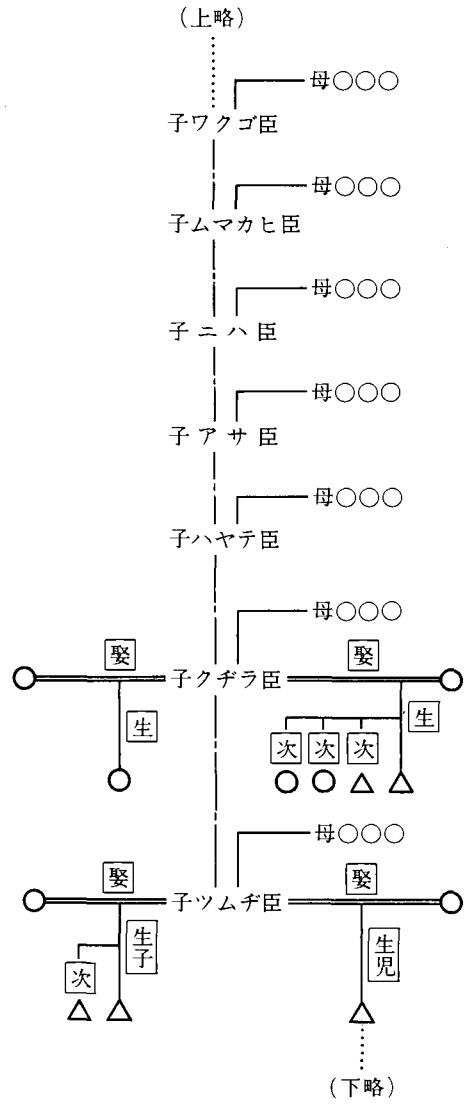 (上略)
母○○○
子ワクゴ臣
母○○○
子ムマカヒ臣
母○○○
子ニハ臣
母○○○
子アサ臣
母○○○
子ハヤテ臣
母○○○
娶 子クヂラ臣 娶
生 生
次 次 次
母○○○
娶 子ツムヂ臣 娶
生子 生児
次
(下略)